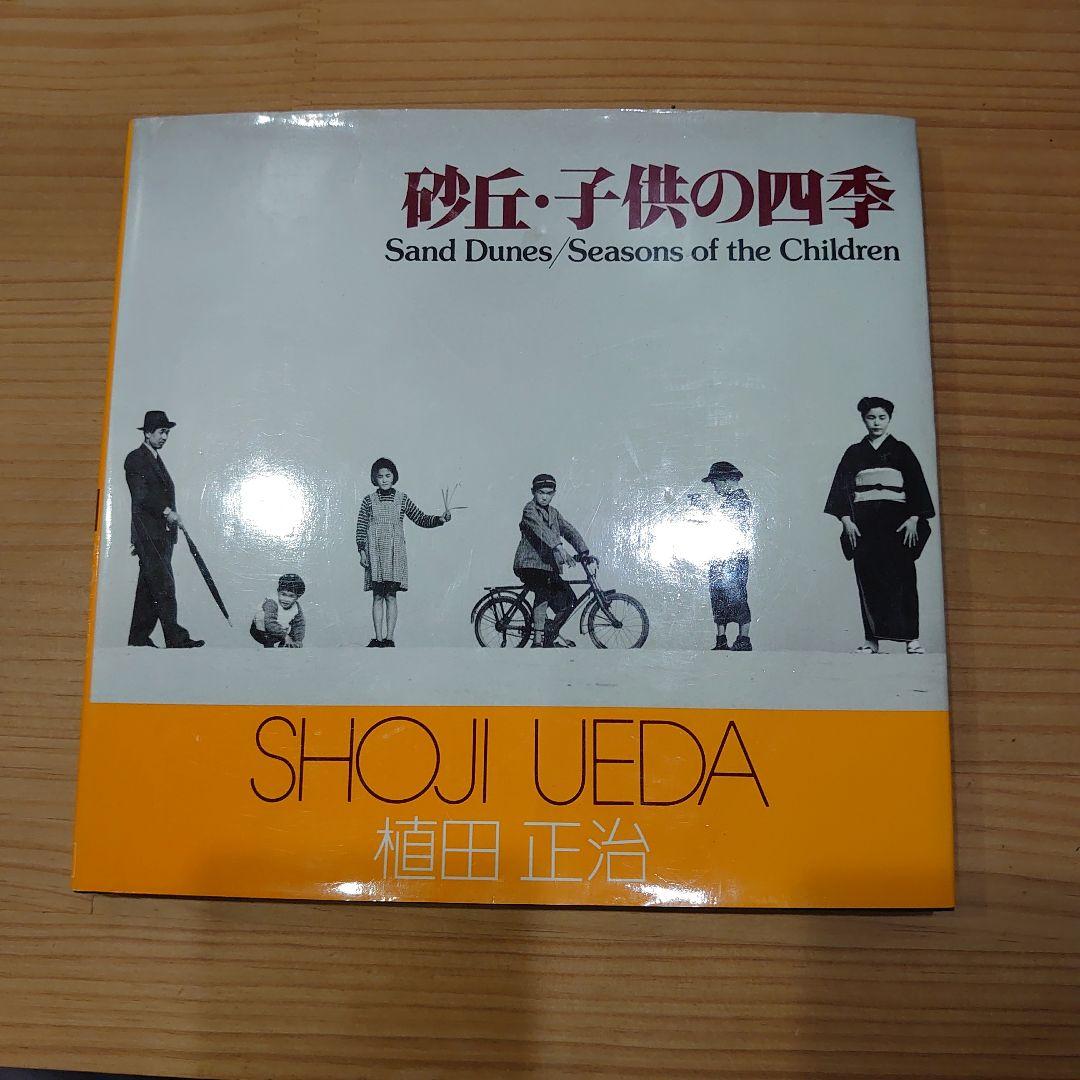 砂丘・子供の四季
Sand Dunes/Seasons of the Children
SHOJI UEDA
植田 正治